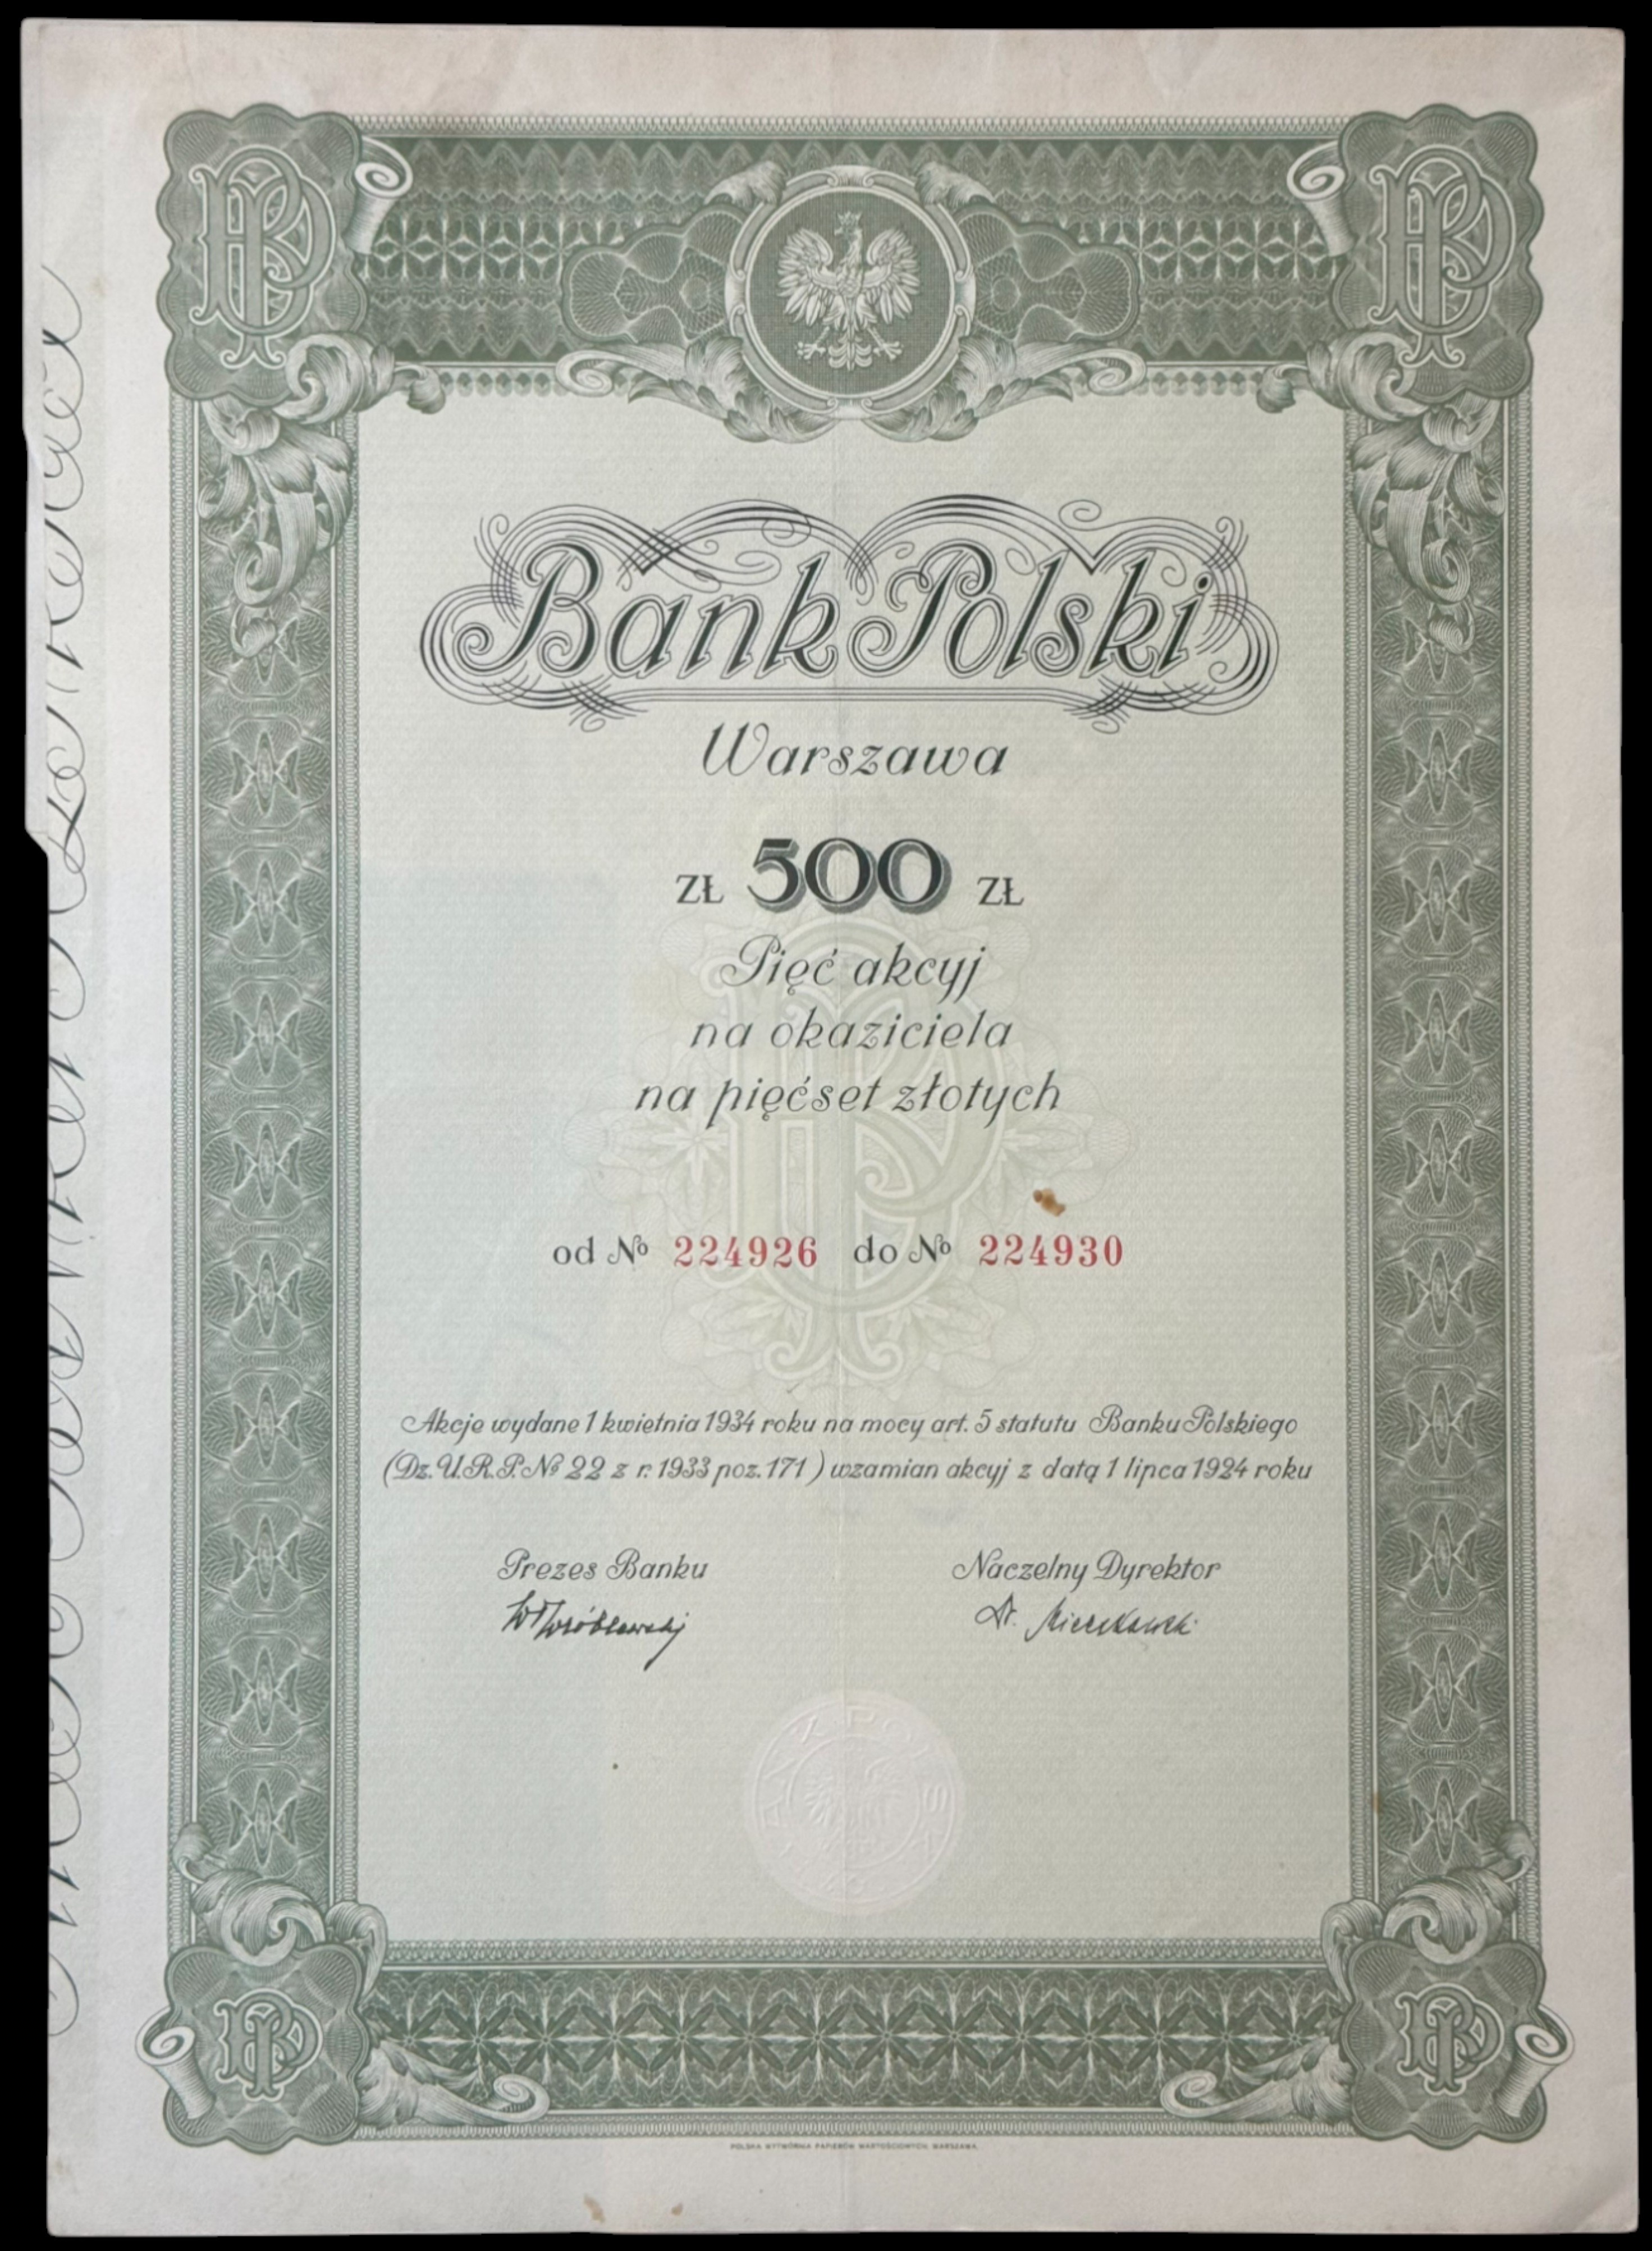 Bank Polski
Warszawa
ZŁ 500 ZŁ
Pięć akcyj
na okaziciela
na pięćset złotych
od № 224926 do № 224930
Akcje wydane 1 kwietnia 1934 roku na mocy art. 5 statutu Banku Polskiego
(Dz. U. R. P. № 22 z r. 1933 poz. 171) wzamian akcyj z datą 1 lipca 1924 roku
Prezes Banku Naczelny Dyrektor
POLSKA WYTWÓRNIA PAPIERÓW WARTOŚCIOWYCH, WARSZAWA.